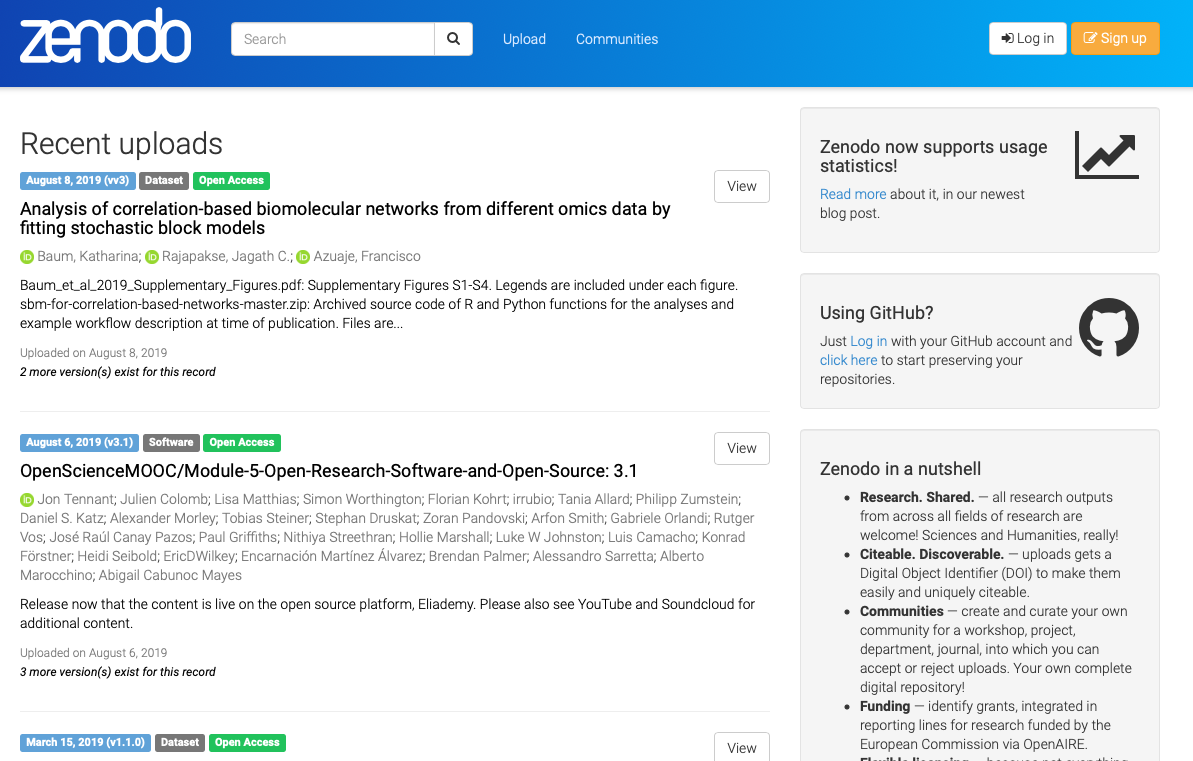 zenodo
Search
Upload
Communities
Log in
Sign up
Recent uploads
August 8, 2019 (vv3) Dataset Open Access
View
Analysis of correlation-based biomolecular networks from different omics data by
fitting stochastic block models
Baum, Katharina; Rajapakse, Jagath C.; Azuaje, Francisco
Baum_et_al_2019_Supplementary_Figures.pdf: Supplementary Figures S1-S4. Legends are included under each figure.
sbm-for-correlation-based-networks-master.zip: Archived source code of R and Python functions for the analyses and
example workflow description at time of publication. Files are...
Uploaded on August 8, 2019
2 more version(s) exist for this record
August 6, 2019 (v3.1) Software Open Access
View
OpenScienceMOOC/Module-5-Open-Research-Software-and-Open-Source: 3.1
Jon Tennant; Julien Colomb; Lisa Matthias; Simon Worthington; Florian Kohrt; irrubio; Tania Allard; Philipp Zumstein;
Daniel S. Katz; Alexander Morley; Tobias Steiner; Stephan Druskat; Zoran Pandovski; Arfon Smith; Gabriele Orlandi; Rutger
Vos; José Raúl Canay Pazos; Paul Griffiths; Nithiya Streethran; Hollie Marshall; Luke W Johnston; Luis Camacho; Konrad
Förstner; Heidi Seibold; EricDWilkey; Encarnación Martínez Álvarez; Brendan Palmer; Alessandro Sarretta; Alberto
Marocchino; Abigail Cabunoc Mayes
Release now that the content is live on the open source platform, Eliademy. Please also see YouTube and Soundcloud for
additional content.
Uploaded on August 6, 2019
3 more version(s) exist for this record
March 15, 2019 (v1.1.0) Dataset Open Access
View
Zenodo now supports usage
statistics!
Read more about it, in our newest
blog post.
Using GitHub?
Just Log in with your GitHub account and
click here to start preserving your
repositories.
Zenodo in a nutshell
• Research. Shared. — all research outputs
from across all fields of research are
welcome! Sciences and Humanities, really!
• Citeable. Discoverable. — uploads gets a
Digital Object Identifier (DOI) to make them
easily and uniquely citeable.
• Communities — create and curate your own
community for a workshop, project,
department, journal, into which you can
accept or reject uploads. Your own complete
digital repository!
• Funding — identify grants, integrated in
reporting lines for research funded by the
European Commission via OpenAIRE.
• Flexible licensing — because not everything